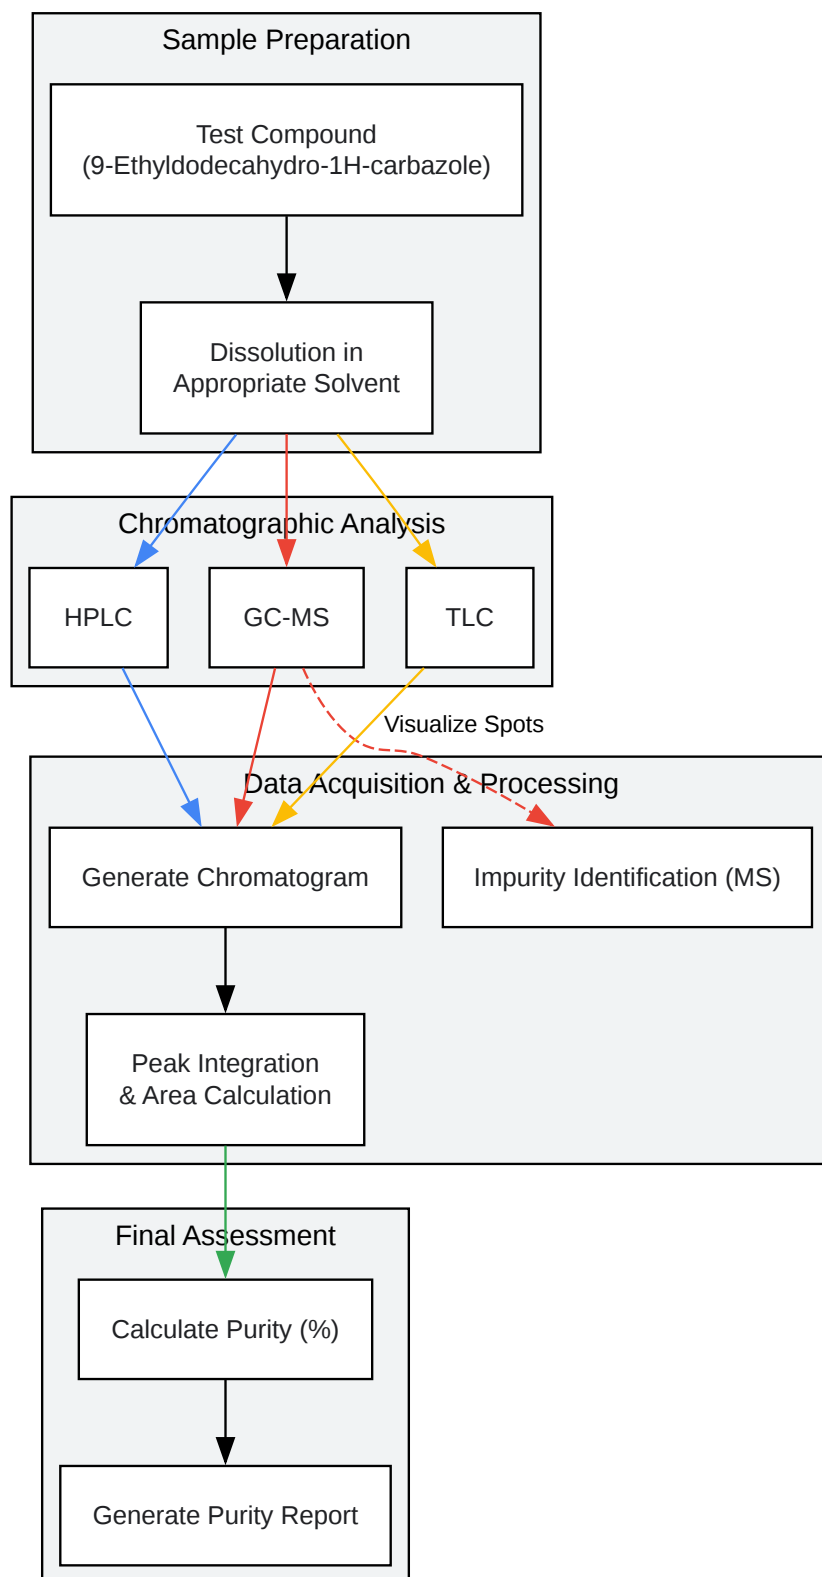 Sample Preparation
Test Compound
(9-Ethyldodecahydro-1H-carbazole)
Dissolution in
Appropriate Solvent
Chromatographic Analysis
HPLC
GC-MS
TLC
Visualize Spots
Data Acquisition & Processing
Generate Chromatogram
Impurity Identification (MS)
Peak Integration
& Area Calculation
Final Assessment
Calculate Purity (%)
Generate Purity Report